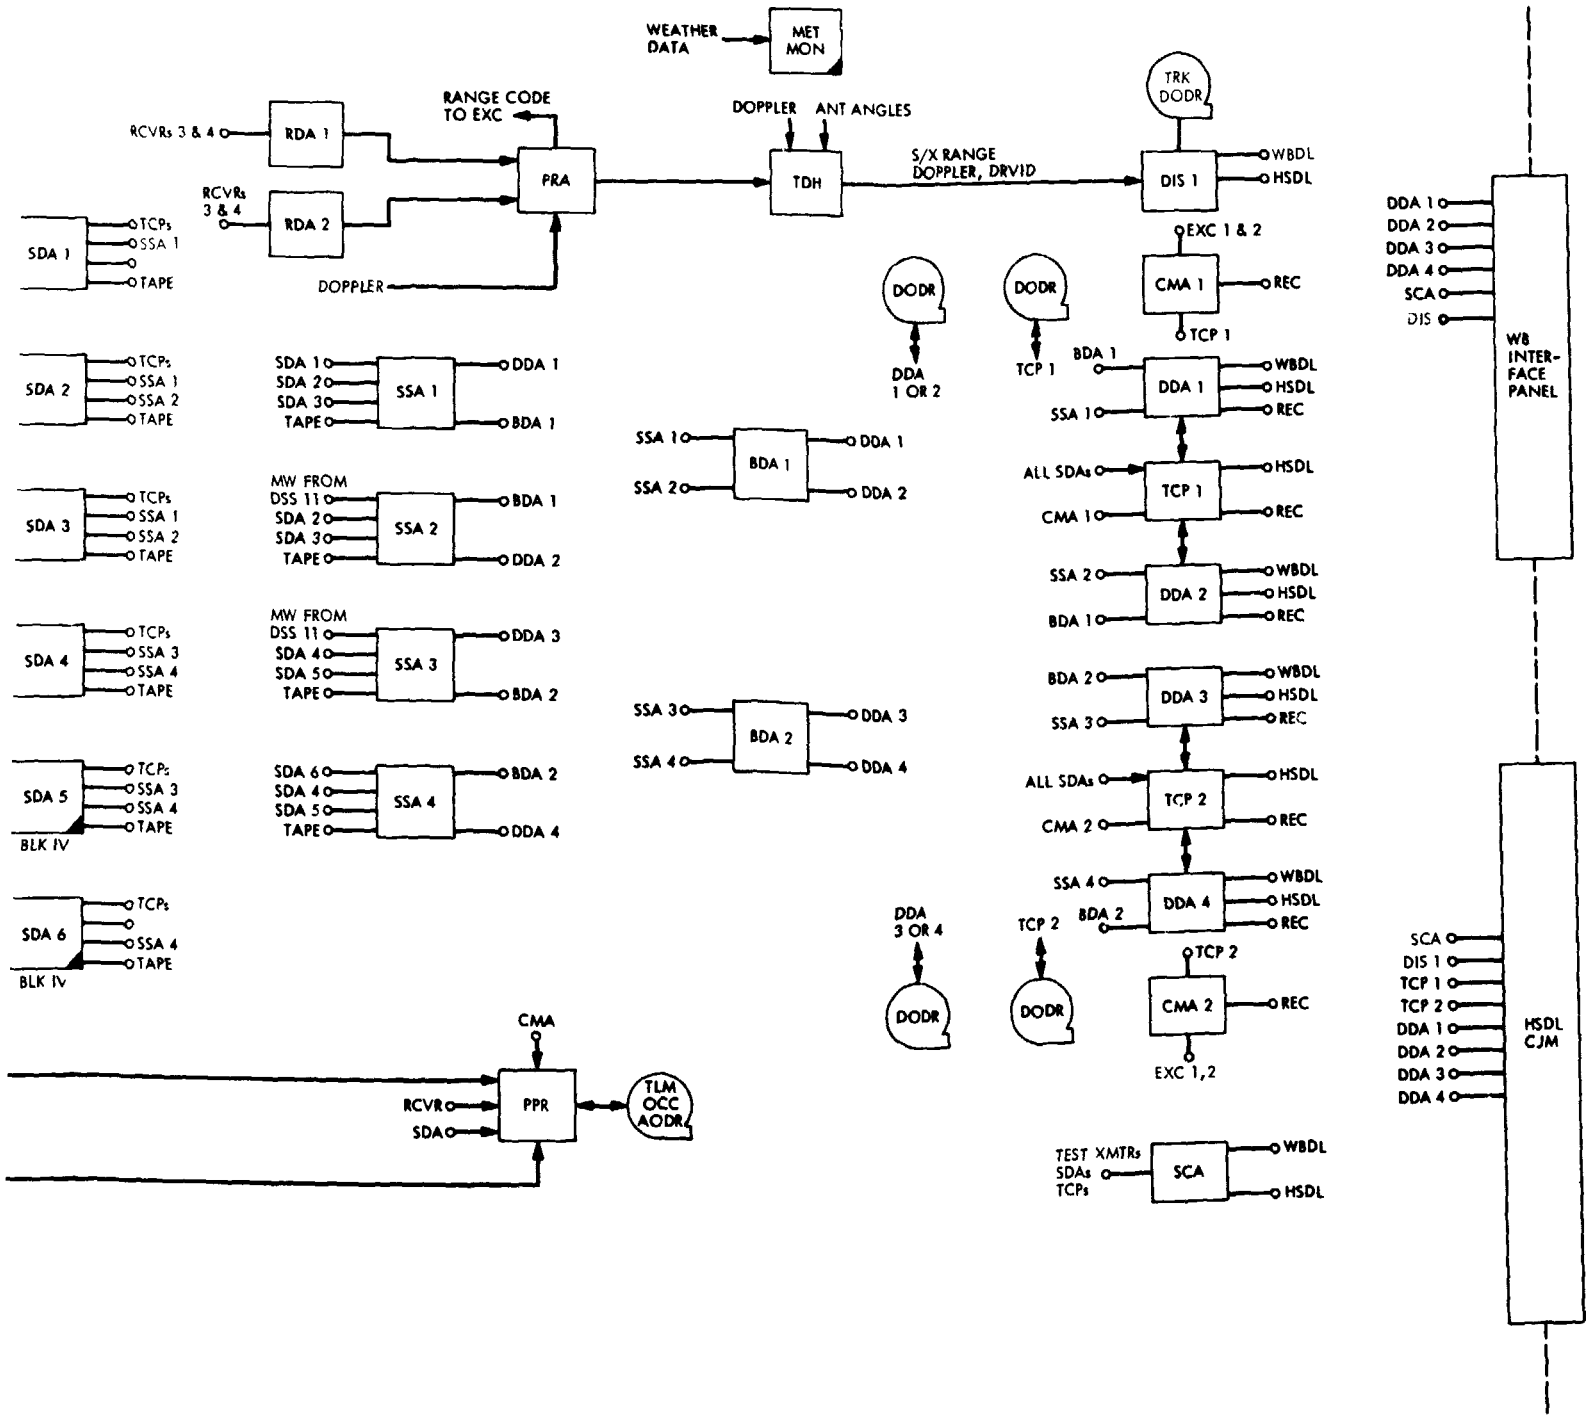 WEATHER
DATA
MET
MON
TRK
DODR
RANGE CODE
TO EXC
DOPPLER
ANT ANGLES
RCVRs 3 & 4
RDA 1
PRA
TDH
S/X RANGE
DOPPLER, DRVID
DIS 1
WBDL
HSDL
RCVRs
3 & 4
RDA 2
DOPPLER
SDA 1
TCPs
SSA 1
TAPE
SDA 2
TCPs
SSA 1
SSA 2
TAPE
SDA 3
TCPs
SSA 1
SSA 2
TAPE
SDA 4
TCPs
SSA 3
SSA 4
TAPE
SDA 5
TCPs
SSA 3
SSA 4
TAPE
BLK IV
SDA 6
TCPs
SSA 4
TAPE
BLK IV
SDA 1
SDA 2
SDA 3
TAPE
SSA 1
DDA 1
BDA 1
MW FROM
DSS 11
SDA 2
SDA 3
TAPE
SSA 2
BDA 1
DDA 2
MW FROM
DSS 11
SDA 4
SDA 5
TAPE
SSA 3
DDA 3
BDA 2
SDA 6
SDA 4
SDA 5
TAPE
SSA 4
BDA 2
DDA 4
SSA 1
SSA 2
BDA 1
DDA 1
DDA 2
SSA 3
SSA 4
BDA 2
DDA 3
DDA 4
DODR
DDA
1 OR 2
DODR
TCP 1
EXC 1 & 2
CMA 1
REC
TCP 1
BDA 1
SSA 1
DDA 1
WBDL
HSDL
REC
ALL SDAs
CMA 1
TCP 1
HSDL
REC
SSA 2
BDA 1
DDA 2
WBDL
HSDL
REC
BDA 2
SSA 3
DDA 3
WBDL
HSDL
REC
ALL SDAs
CMA 2
TCP 2
HSDL
REC
SSA 4
BDA 2
DDA 4
WBDL
HSDL
REC
TCP 2
CMA 2
REC
EXC 1,2
DDA
3 OR 4
DODR
TCP 2
DODR
CMA
RCVR
SDA
PPR
TLM
OCC
AODR
TEST XMTRs
SDAs
TCPs
SCA
WBDL
HSDL
DDA 1
DDA 2
DDA 3
DDA 4
SCA
DIS
WB
INTER-
FACE
PANEL
SCA
DIS 1
TCP 1
TCP 2
DDA 1
DDA 2
DDA 3
DDA 4
HSDL
CJM